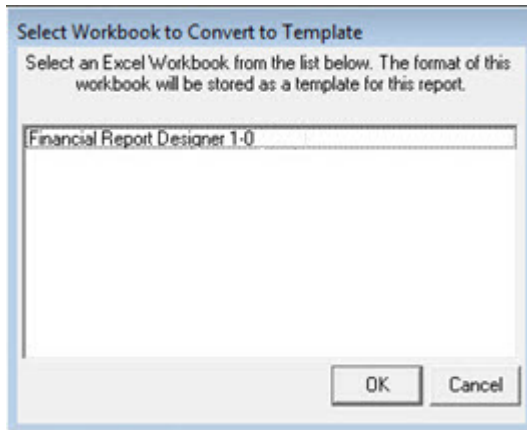 Select Workbook to Convert to Template
Select an Excel Workbook from the list below. The format of this
workbook will be stored as a template for this report.
Financial Report Designer 1-0
OK
Cancel